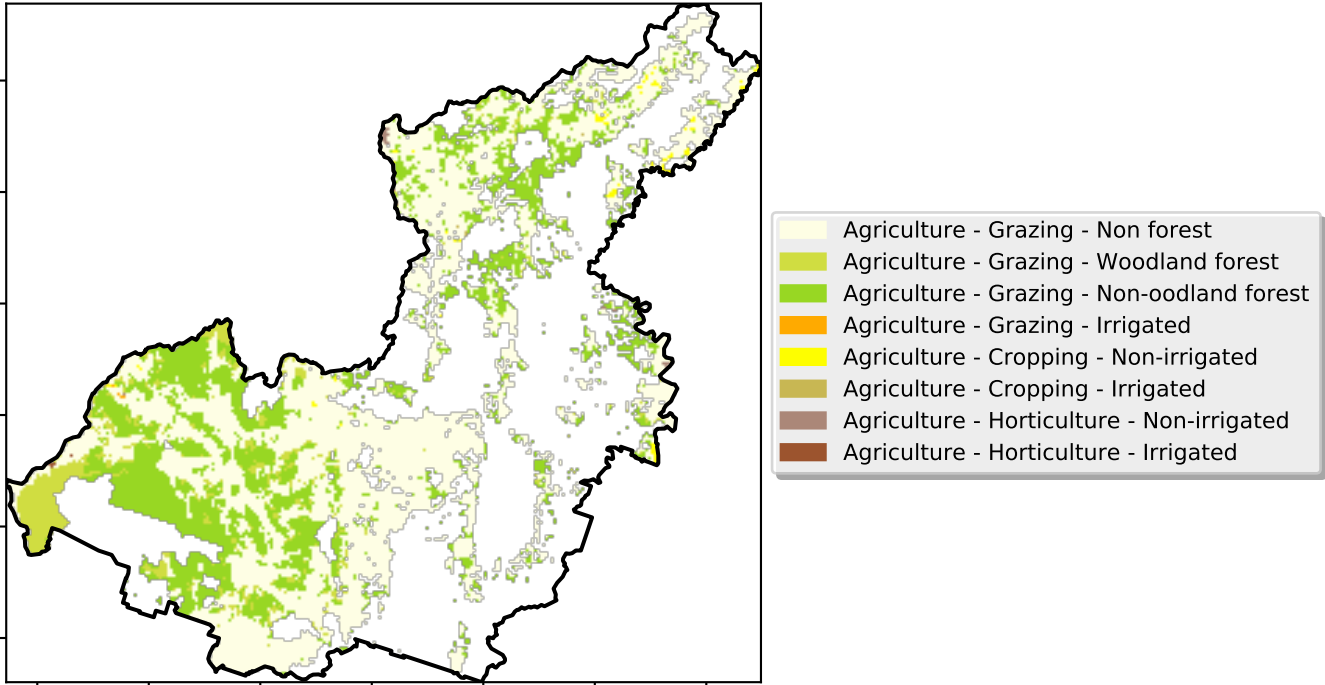 Agriculture - Grazing - Non forest
Agriculture - Grazing - Woodland forest
Agriculture - Grazing - Non-oodland forest
Agriculture - Grazing - Irrigated
Agriculture - Cropping - Non-irrigated
Agriculture - Cropping - Irrigated
Agriculture - Horticulture - Non-irrigated
Agriculture - Horticulture - Irrigated